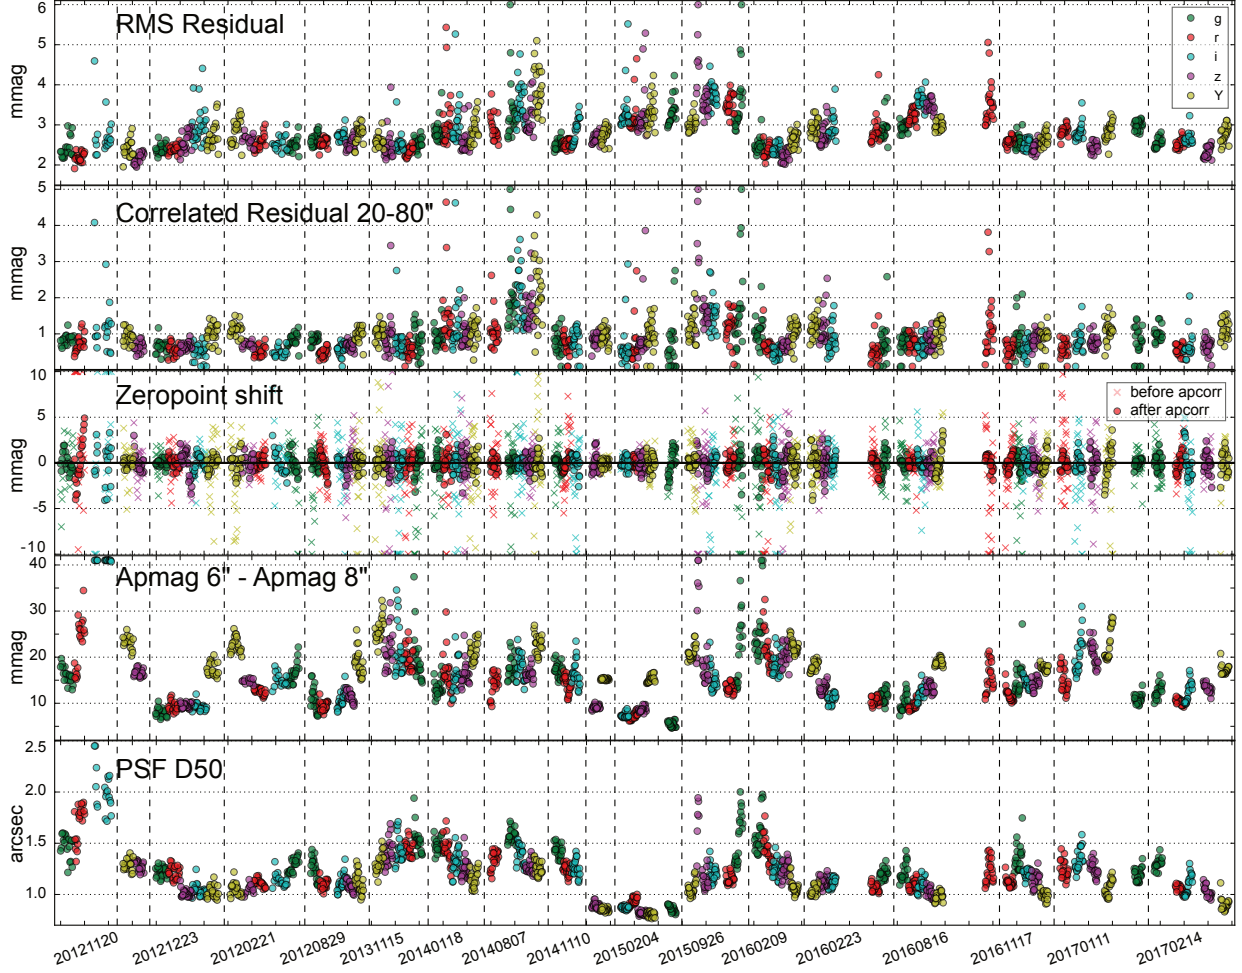 RMS Residual
6
5
4
3
2
mmag
g
r
i
z
Y
Correlated Residual 20-80"
5
4
3
2
1
0
mmag
Zeropoint shift
10
5
0
-5
-10
mmag
before apcorr
after apcorr
Apmag 6" - Apmag 8"
40
30
20
10
mmag
PSF D50
2.5
2.0
1.5
1.0
arcsec
20121120 20121223 20120221 20120829 20131115 20140118 20140807 20141110 20150204 20150926 20160209 20160223 20160816 20161117 20170111 20170214